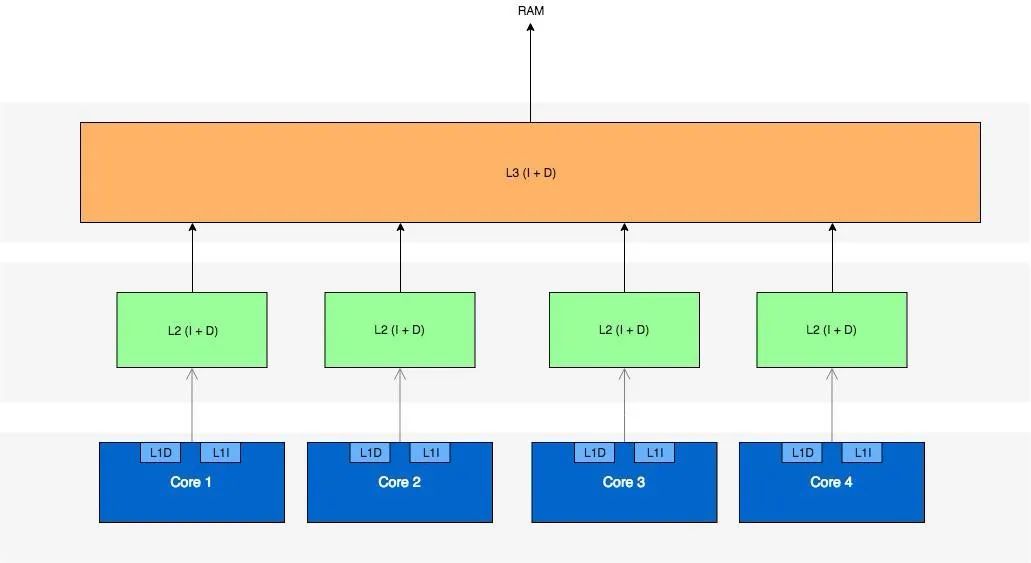 RAM
L3 (I + D)
L2 (I + D)
L2 (I + D)
L2 (I + D)
L2 (I + D)
L1D
L1I
L1D
L1I
L1D
L1I
L1D
L1I
Core 1
Core 2
Core 3
Core 4